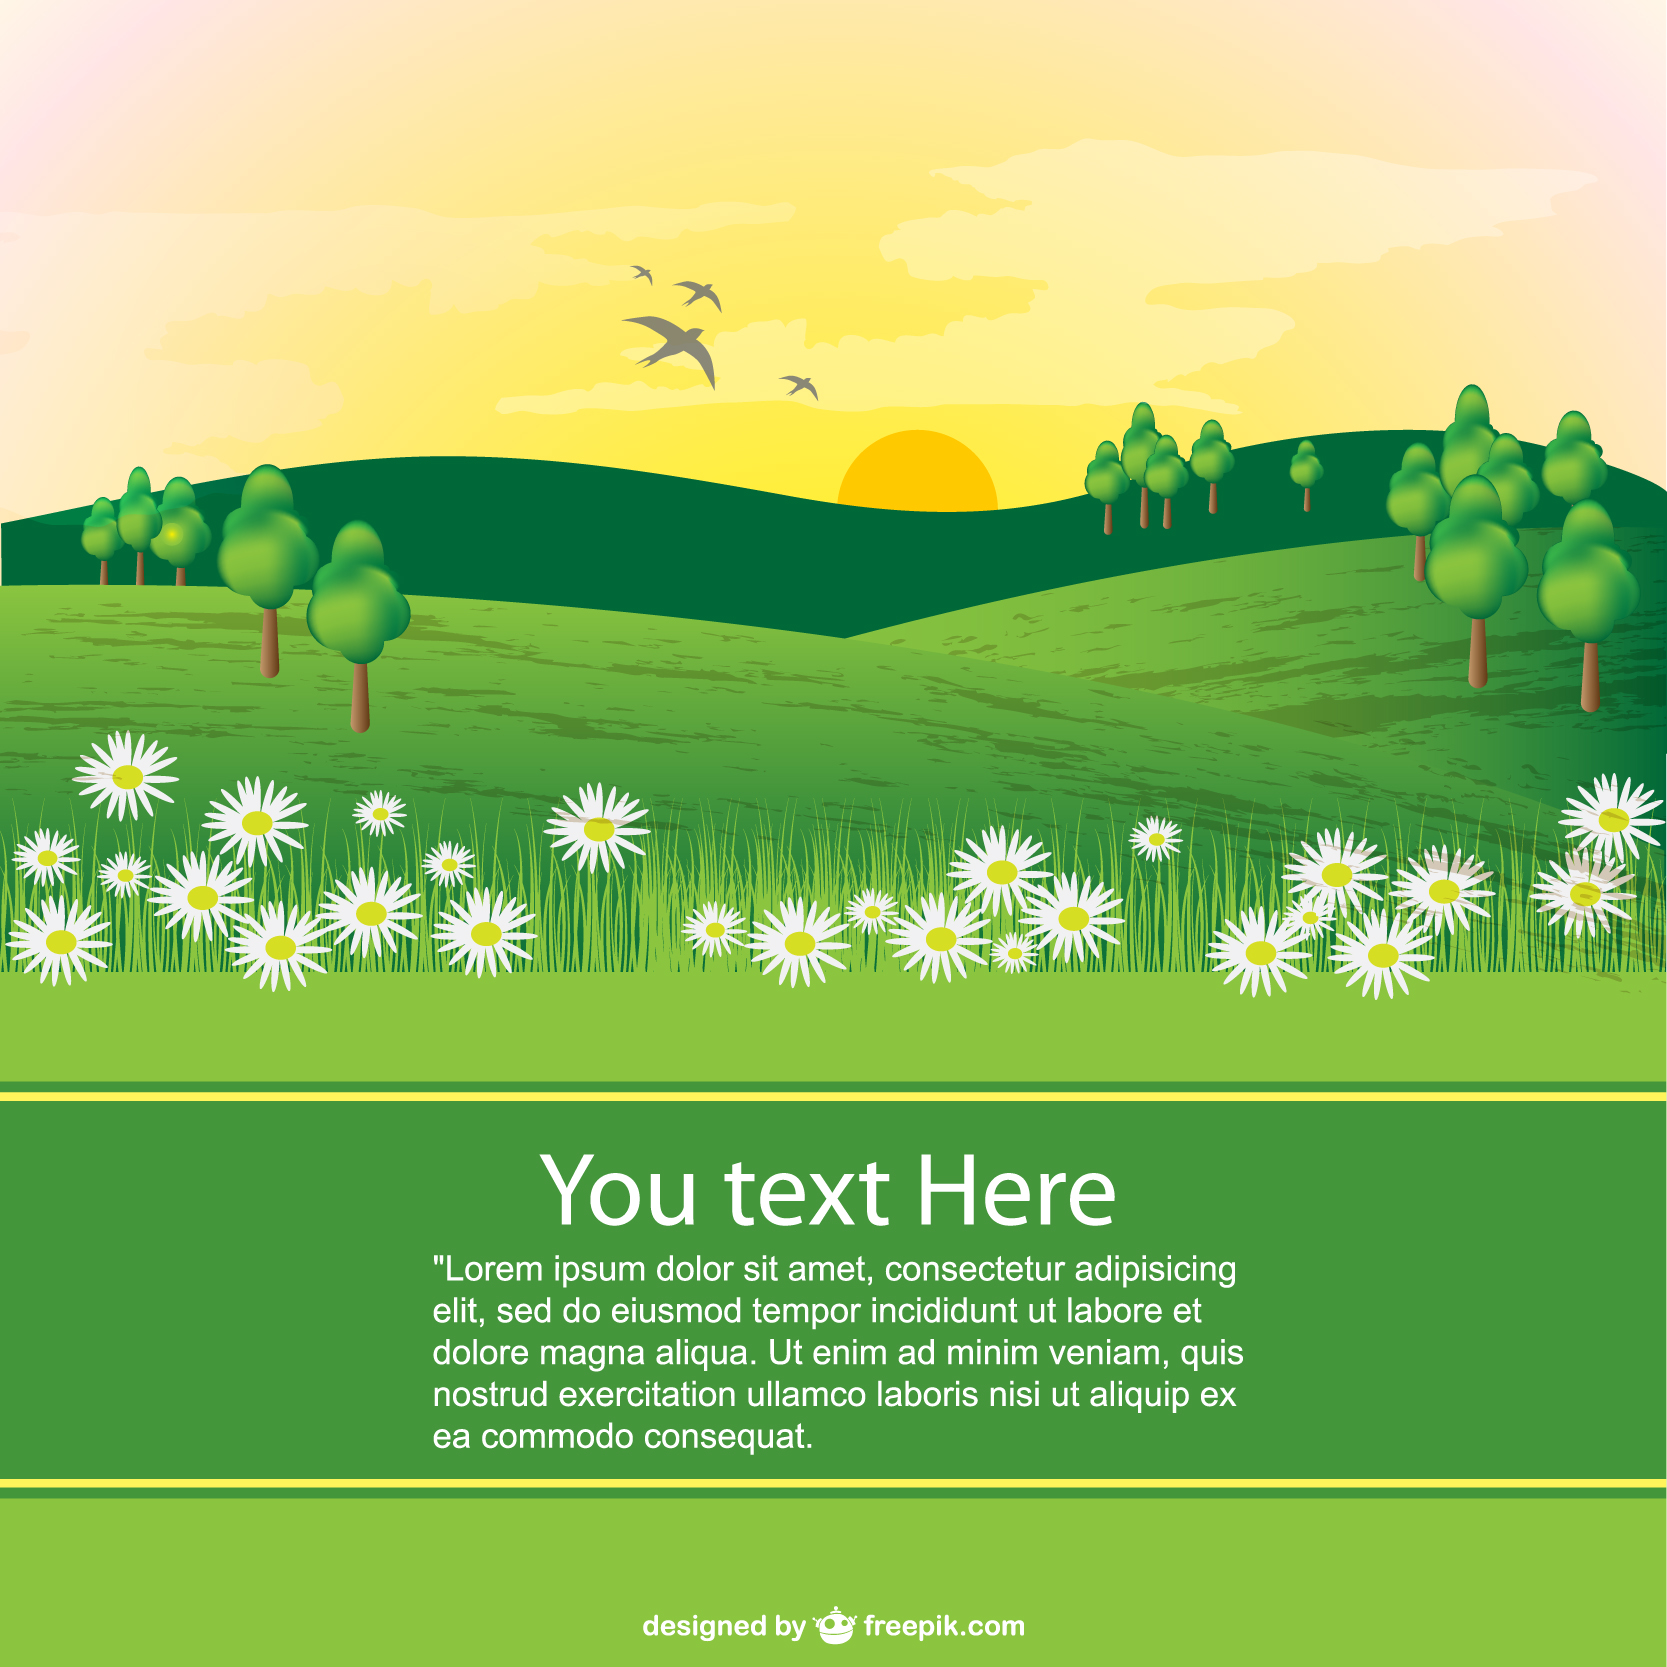 You text Here
"Lorem ipsum dolor sit amet, consectetur adipisicing
elit, sed do eiusmod tempor incididunt ut labore et
dolore magna aliqua. Ut enim ad minim veniam, quis
nostrud exercitation ullamco laboris nisi ut aliquip ex
ea commodo consequat.
designed by freepik.com